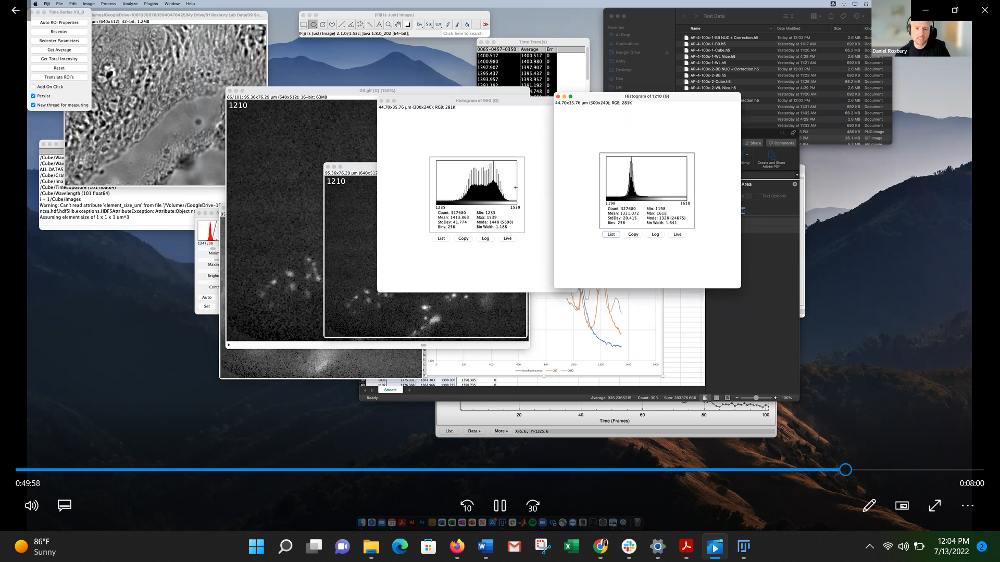 Fiji File Edit Image Process Analyze Plugins Window Help
Time Series V3_0
Auto ROI Properties
Recenter
Recenter Parameters
Get Average
Get Total Intensity
Reset
Translate ROI's
Add On Click
Persist
New thread for measuring
/olumes/GoogleDrive-108133587803940478425/My Drive/01 Roxbury Lab Data/09 So...
µm (640x512); 32-bit; 1.2MB
(Fiji Is Just) ImageJ
Dev Stk LUT
(Fiji Is Just) ImageJ 2.1.0/1.53c; Java 1.8.0_202 [64-bit];
Click here to search
Time Trace(s)
0065-0457-0350 Average Err
1400.517 1400.517 0
1400.980 1400.980 0
1397.907 1397.907 0
1395.437 1395.437 0
1393.957 1393.957 0
1391.192 1391.192 0
4.748 0
Test Data
Favorites
AirDrop
Applications
Google Drive
Abby
Desktop
Dan
URI
Name Date Modified Size Kind
AP-4-100x-1-BB NUC + Correction.h5 Today at 12:03 PM 2.6 MB Document
AP-4-100x-1-BB.h5 Yesterday at 11:17 AM 692 KB Document
AP-4-100x-1-Cube.h5 Yesterday at 11:20 AM 66.2 MB Document
AP-4-100x-1-WL Nice.h5 Yesterday at 4:29 PM 2.6 MB Document
AP-4-100x-1-WL.h5 Yesterday at 11:21 AM 692 KB Document
AP-4-100x-2-BB NUC + Correction.h5 Today at 12:03 PM 2.6 MB Document
AP-4-100x-2-BB.h5 Yesterday at 11:23 AM 692 KB Document
AP-4-100x-2-Cube.h5 Yesterday at 11:25 AM 66.2 MB Document
AP-4-100x-2-WL Nice.h5 Yesterday at 4:29 PM 2.6 MB Document
Yesterday at 11:26 AM 692 KB Document
rection.h5 Today at 12:03 PM 2.6 MB Document
Yesterday at 11:31 AM 692 KB Document
Yesterday at 11:32 AM 66.2 MB Document
Yesterday at 4:29 PM 2.6 MB Document
Yesterday at 11:32 AM 692 KB Document
3 PM 485 KB PNG image
5 PM 26.1 MB GIF Image
Daniel Roxbury
Gif.gif (G) (150%)
66/101; 95.36x76.29 µm (640x512); 16-bit; 63MB
1210
95.36x76.29 µm (640x512
1210
Histogram of 960 (G)
44.70x35.76 µm (300x240); RGB; 281K
1235 1539
Count: 327680 Min: 1235
Mean: 1413.863 Max: 1539
StdDev: 41.774 Mode: 1448 (5898)
Bins: 256 Bin Width: 1.188
List Copy Log Live
Histogram of 1210 (G)
44.70x35.76 µm (300x240); RGB; 281K
1198 1618
Count: 327680 Min: 1198
Mean: 1331.072 Max: 1618
StdDev: 20.415 Mode: 1328 (24675)
Bins: 256 Bin Width: 1.641
List Copy Log Live
/Cube/Wav
/Cube/Wav
ALL DATAS
/Cube/Gra
/Cube/Ima
/Cube/TimeExposure (101 float64)
/Cube/Wavelength (101 float64)
i = 1/Cube/Images
Warning: Can't read attribute 'element_size_um' from file '/Volumes/GoogleDrive-10
ncsa.hdf.hdf5lib.exceptions.HDF5AttributeException: Attribute:Object no
Assuming element size of 1 x 1 x 1 um^3
1347.36
Minim
Maxim
Brightn
Contr
Auto
Set
Share Comments
tivity
Create and Share
Adobe PDF
Area
Text Options
1300
0 200 400 600 800 1000 1200 1400 1600
Autofluorescence CNT CNT2
39 1098 1375.391 1361.303 1398.305 1398.305 0
40 1102 1376.368 1363.966 1398.735 1398.735 0
Sheet1
Ready
Average: 935.2365215 Count: 303 Sum: 283376.666
100%
20 40 60 80 100
Time (Frames)
List Data » More » X=5.6, Y=1325.6
0:49:58
0:08:00
10
30
86°F
Sunny
12:04 PM
7/13/2022
2